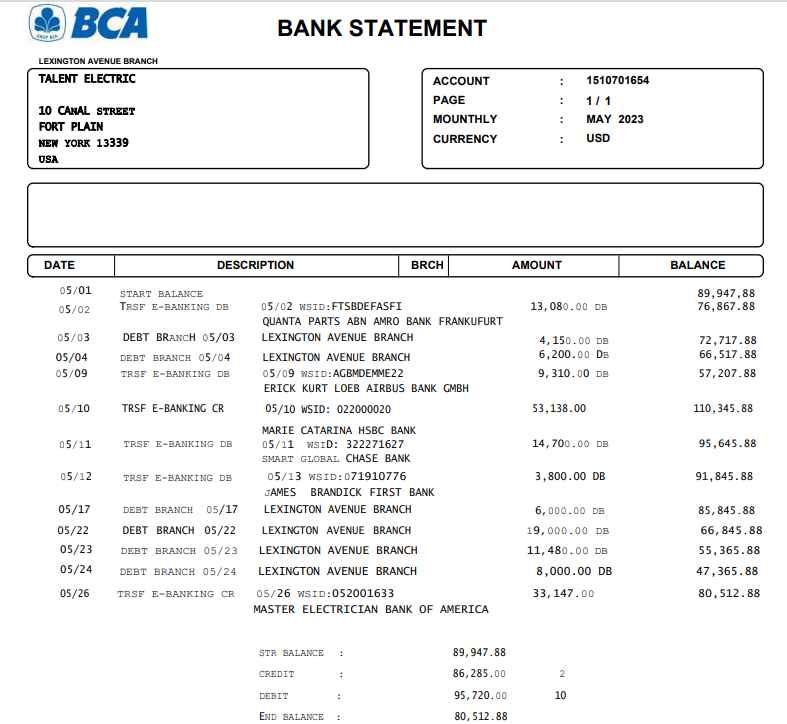 BCA
BANK STATEMENT
LEXINGTON AVENUE BRANCH
TALENT ELECTRIC
10 CANAL STREET
FORT PLAIN
NEW YORK 13339
USA
ACCOUNT : 1510701654
PAGE : 1 / 1
MOUNTHLY : MAY 2023
CURRENCY : USD
DATE DESCRIPTION BRCH AMOUNT BALANCE
05/01 START BALANCE 89,947,88
05/02 TRSF E-BANKING DB 05/02 WSID:FTSBDEFASFI 13,080.00 DB 76,867.88
QUANTA PARTS ABN AMRO BANK FRANKUFURT
05/03 DEBT BRANCH 05/03 LEXINGTON AVENUE BRANCH 4,150.00 DB 72,717.88
05/04 DEBT BRANCH 05/04 LEXINGTON AVENUE BRANCH 6,200.00 DB 66,517.88
05/09 TRSF E-BANKING DB 05/09 WSID:AGBMDEMME22 9,310.00 DB 57,207.88
ERICK KURT LOEB AIRBUS BANK GMBH
05/10 TRSF E-BANKING CR 05/10 WSID: 022000020 53,138.00 110,345.88
MARIE CATARINA HSBC BANK
05/11 TRSF E-BANKING DB 05/11 WSID: 322271627 14,700.00 DB 95,645.88
SMART GLOBAL CHASE BANK
05/12 TRSF E-BANKING DB 05/13 WSID:071910776 3,800.00 DB 91,845.88
JAMES BRANDICK FIRST BANK
05/17 DEBT BRANCH 05/17 LEXINGTON AVENUE BRANCH 6,000.00 DB 85,845.88
05/22 DEBT BRANCH 05/22 LEXINGTON AVENUE BRANCH 19,000.00 DB 66,845.88
05/23 DEBT BRANCH 05/23 LEXINGTON AVENUE BRANCH 11,480.00 DB 55,365.88
05/24 DEBT BRANCH 05/24 LEXINGTON AVENUE BRANCH 8,000.00 DB 47,365.88
05/26 TRSF E-BANKING CR 05/26 WSID:052001633 33,147.00 80,512.88
MASTER ELECTRICIAN BANK OF AMERICA
STR BALANCE : 89,947.88
CREDIT : 86,285.00 2
DEBIT : 95,720.00 10
END BALANCE : 80,512.88